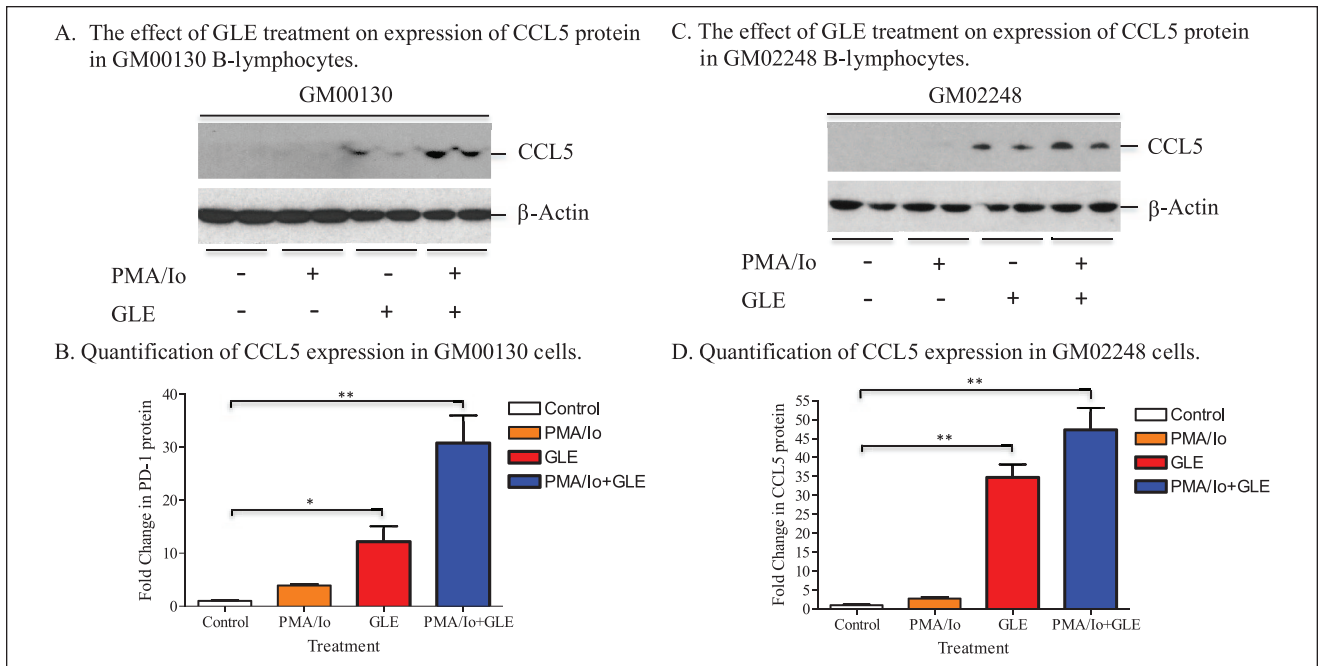 A. The effect of GLE treatment on expression of CCL5 protein
in GM00130 B-lymphocytes.
GM00130
CCL5
β-Actin
PMA/Io - + - +
GLE - - + +
B. Quantification of CCL5 expression in GM00130 cells.
Fold Change in PD-1 protein
40
30
20
10
0
**
*
Control
PMA/Io
GLE
PMA/Io+GLE
Control PMA/Io GLE PMA/Io+GLE
Treatment
C. The effect of GLE treatment on expression of CCL5 protein
in GM02248 B-lymphocytes.
GM02248
CCL5
β-Actin
PMA/Io - + - +
GLE - - + +
D. Quantification of CCL5 expression in GM02248 cells.
Fold Change in CCL5 protein
55
50
45
40
35
30
25
20
15
10
5
0
**
**
Control
PMA/Io
GLE
PMA/Io+GLE
Control PMA/Io GLE PMA/Io+GLE
Treatment